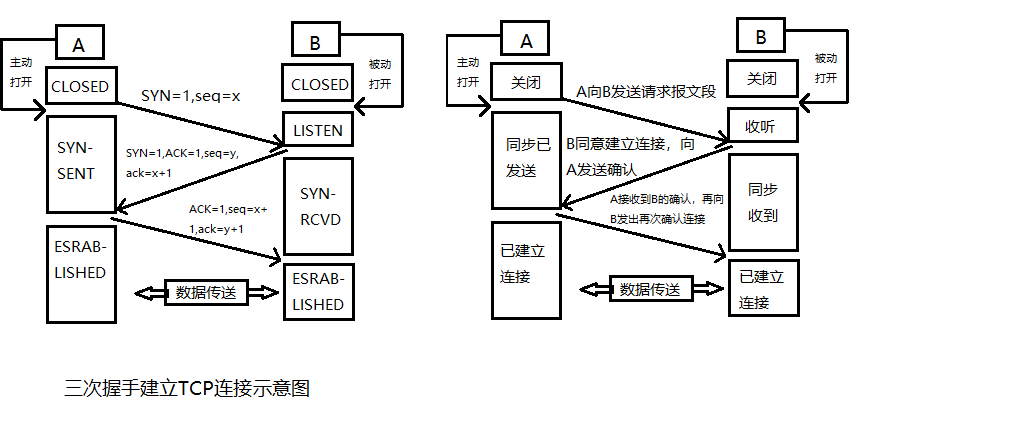 A
B
主动
打开
被动
打开
CLOSED
CLOSED
SYN=1,seq=x
LISTEN
SYN-
SENT
SYN=1,ACK=1,seq=y,
ack=x+1
SYN-
RCVD
ACK=1,seq=x+
1,ack=y+1
ESRAB-
LISHED
ESRAB-
LISHED
数据传送
A
B
主动
打开
被动
打开
关闭
关闭
A向B发送请求报文段
收听
同步已
发送
B同意建立连接，向
A发送确认
同步
收到
A接收到B的确认，再向
B发出再次确认连接
已建立
连接
已建立
连接
数据传送
三次握手建立TCP连接示意图